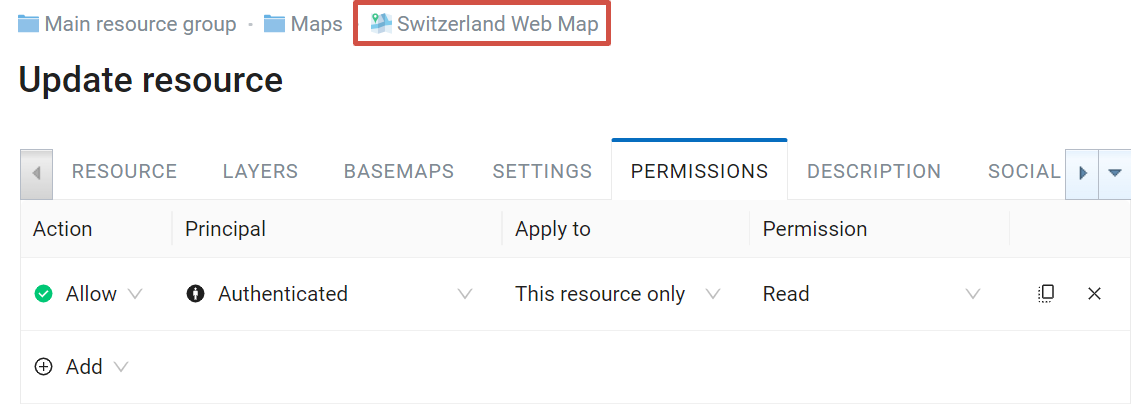 Main resource group · Maps Switzerland Web Map
Update resource
RESOURCE LAYERS BASEMAPS SETTINGS PERMISSIONS DESCRIPTION SOCIAL
Action Principal Apply to Permission
Allow Authenticated This resource only Read
Add